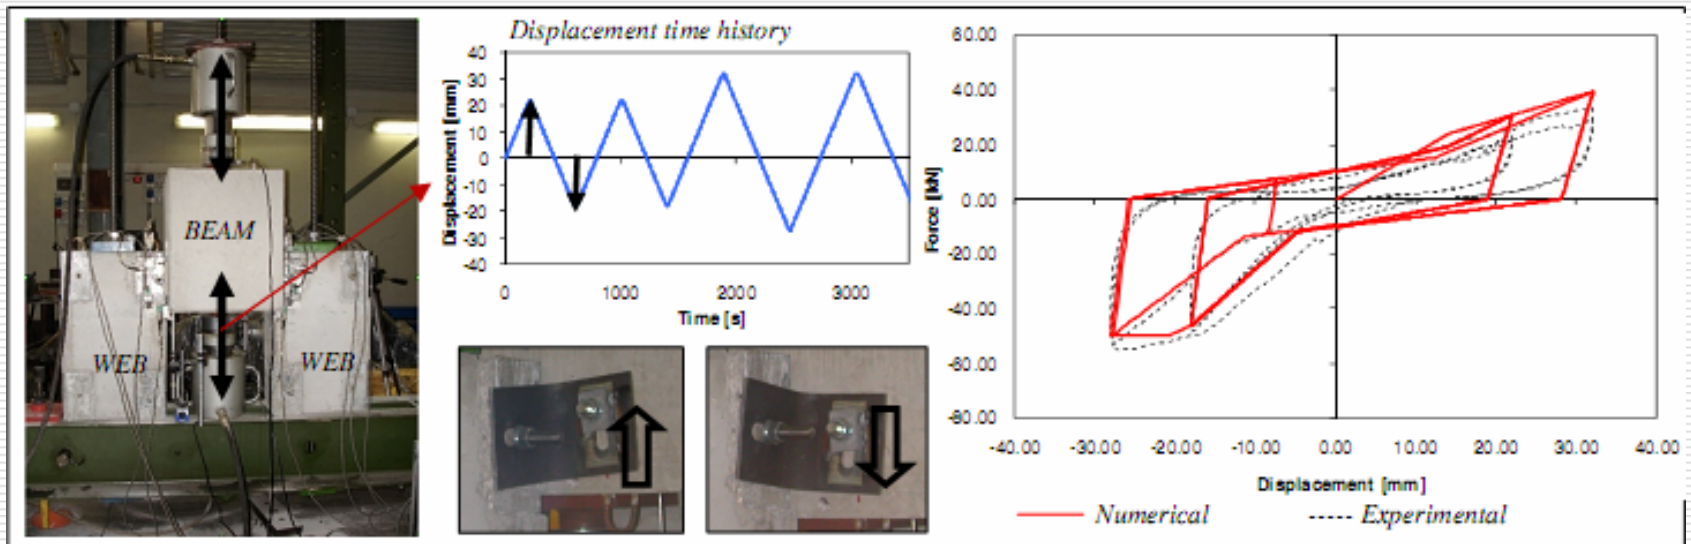 BEAM
WEB
WEB
Displacement time history
Displacement [mm]
40
30
20
10
0
-10
-20
-30
-40
0 1000 2000 3000
Time [s]
Force [kN]
60.00
40.00
20.00
0.00
-20.00
-40.00
-60.00
-80.00
-40.00 -30.00 -20.00 -10.00 0.00 10.00 20.00 30.00 40.00
Displacement [mm]
Numerical
Experimental